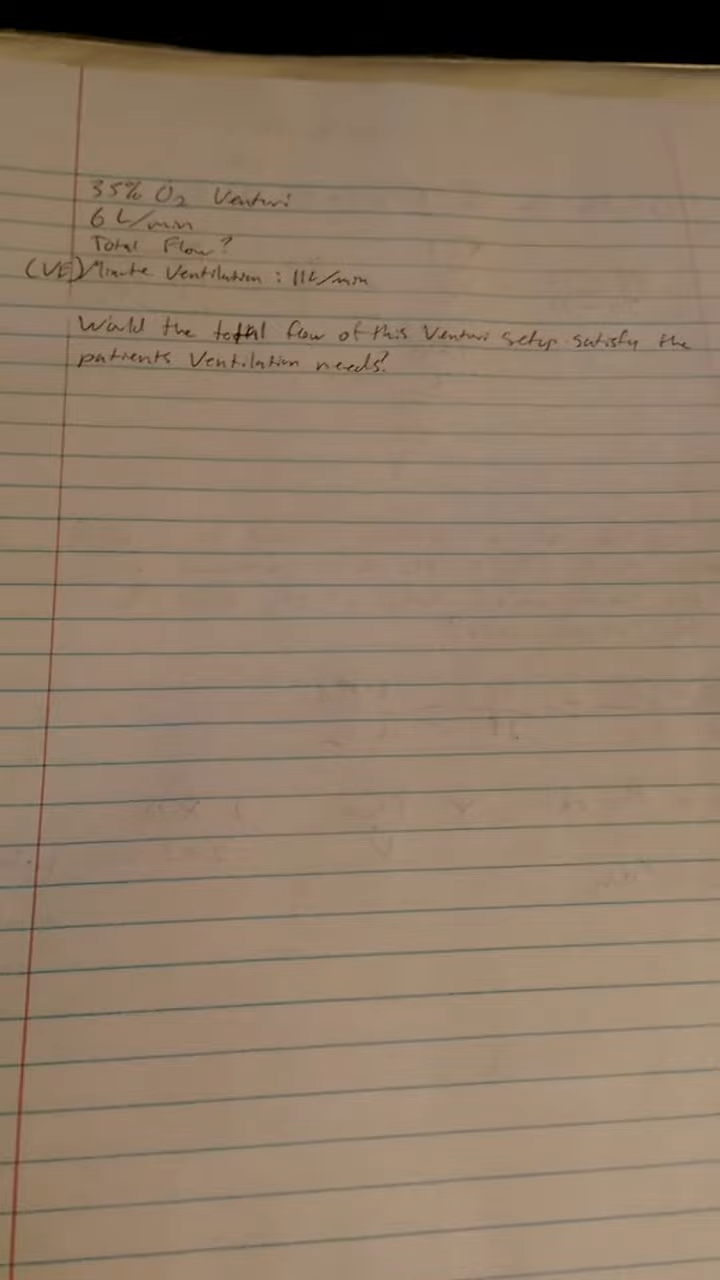 35% O2 Venturi
6 L/min
Total Flow?
(VE) Minute Ventilation : 11L/min
Would the total flow of this Venturi setup satisfy the
patients Ventilation needs?